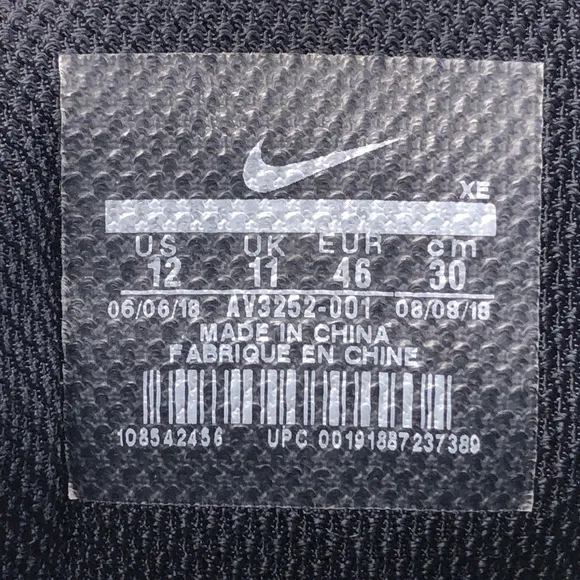 XE
US UK EUR cm
12 11 46 30
06/06/18 AV3252-001 08/08/18
MADE IN CHINA
FABRIQUE EN CHINE
108542456 UPC 00191887237389